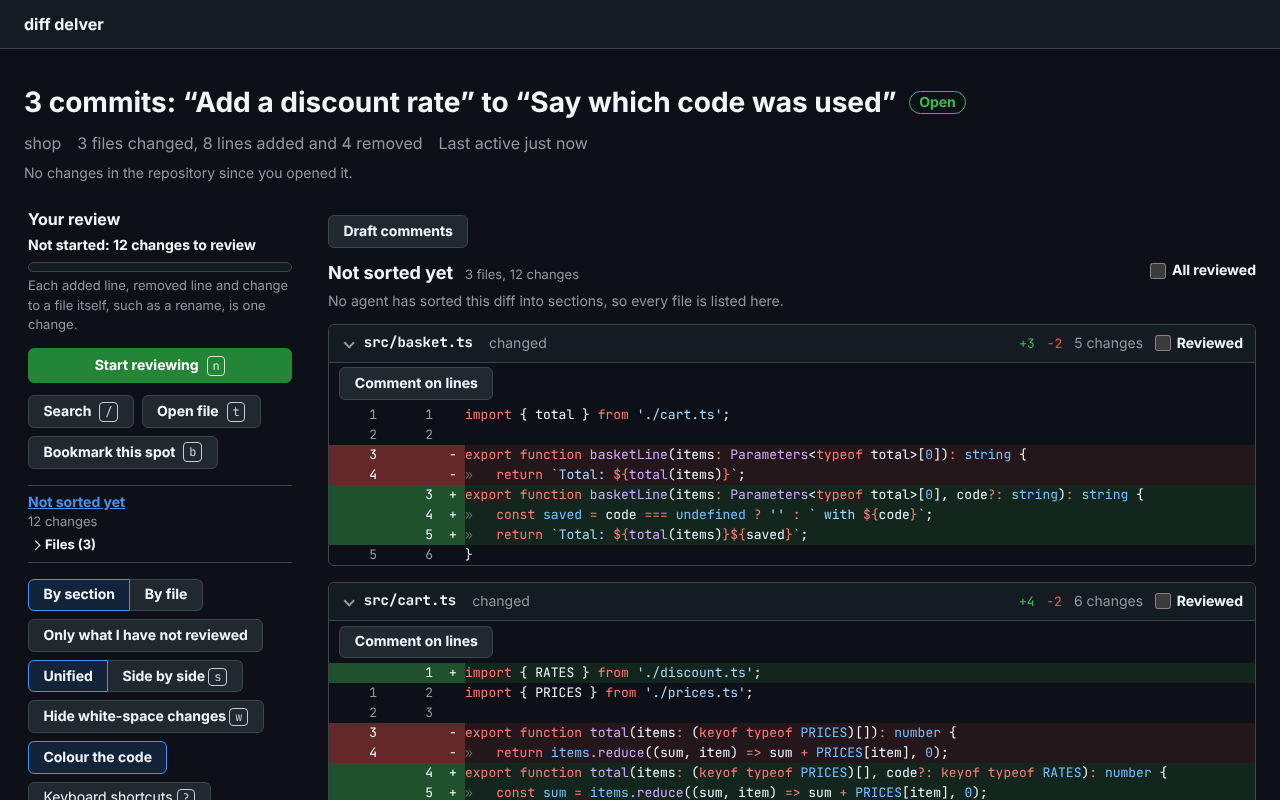 diff delver
3 commits: “Add a discount rate” to “Say which code was used” Open
shop 3 files changed, 8 lines added and 4 removed Last active just now
No changes in the repository since you opened it.
Your review
Not started: 12 changes to review
Each added line, removed line and change
to a file itself, such as a rename, is one
change.
Start reviewing n
Search / Open file t
Bookmark this spot b
Not sorted yet
12 changes
Files (3)
By section By file
Only what I have not reviewed
Unified Side by side s
Hide white-space changes w
Colour the code
Keyboard shortcuts ?
Draft comments
Not sorted yet 3 files, 12 changes All reviewed
No agent has sorted this diff into sections, so every file is listed here.
src/basket.ts changed +3 -2 5 changes Reviewed
Comment on lines
1 1 import { total } from './cart.ts';
2 2
3 - export function basketLine(items: Parameters<typeof total>[0]): string {
4 - » return `Total: ${total(items)}`;
3 + export function basketLine(items: Parameters<typeof total>[0], code?: string): string {
4 + » const saved = code === undefined ? '' : ` with ${code}`;
5 + » return `Total: ${total(items)}${saved}`;
5 6 }
src/cart.ts changed +4 -2 6 changes Reviewed
Comment on lines
1 + import { RATES } from './discount.ts';
1 2 import { PRICES } from './prices.ts';
2 3
3 - export function total(items: (keyof typeof PRICES)[]): number {
4 - » return items.reduce((sum, item) => sum + PRICES[item], 0);
4 + export function total(items: (keyof typeof PRICES)[], code?: keyof typeof RATES): number {
5 + » const sum = items.reduce((sum, item) => sum + PRICES[item], 0);